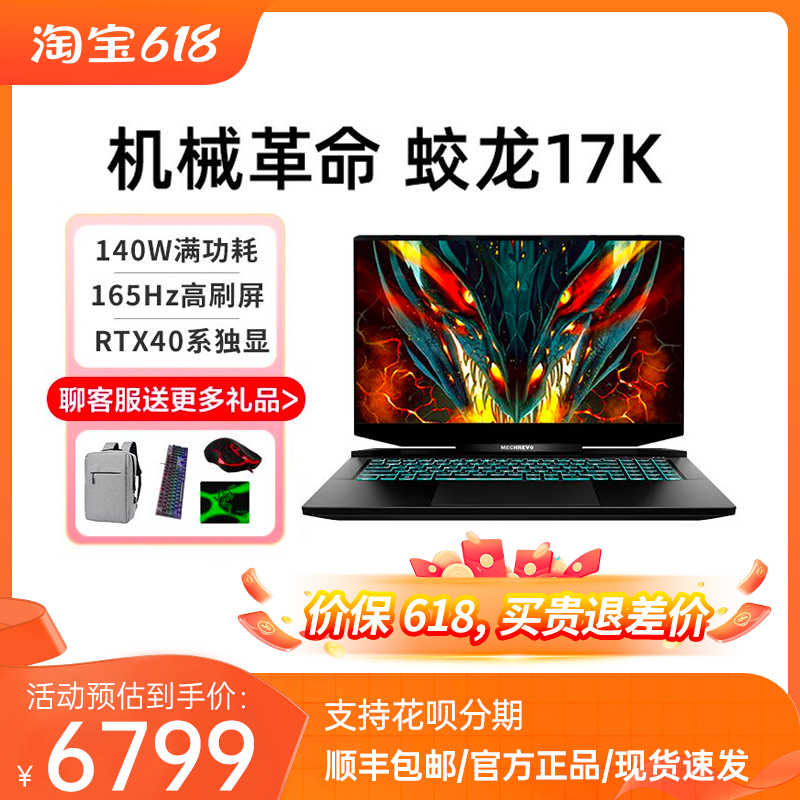 淘宝618
机械革命 蛟龙17K
140W满功耗
165Hz高刷屏
RTX40系独显
聊客服送更多礼品>
MECHREVO
价保 618, 买贵退差价
活动预估到手价:
¥6799
支持花呗分期
顺丰包邮/官方正品/现货速发